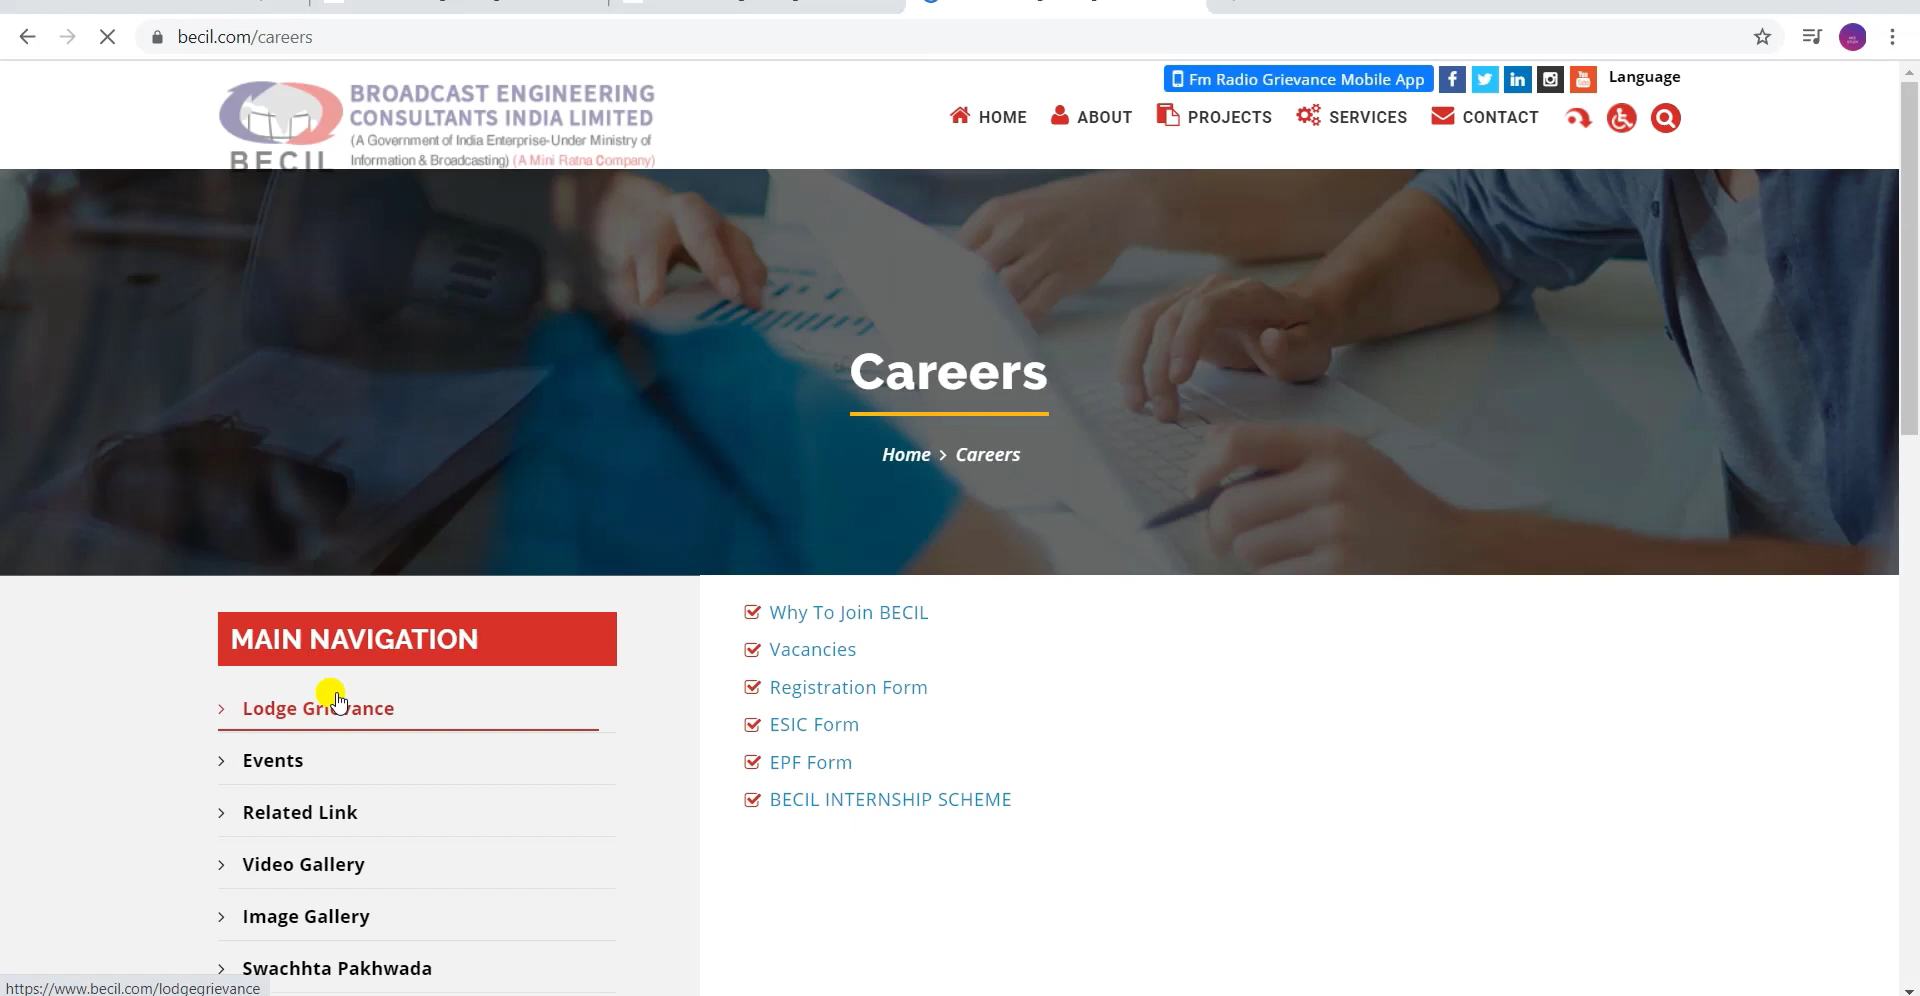 becil.com/careers
Fm Radio Grievance Mobile App
Language
BROADCAST ENGINEERING
CONSULTANTS INDIA LIMITED
(A Government of India Enterprise-Under Ministry of
Information & Broadcasting) (A Mini Ratna Company)
BECIL
HOME
ABOUT
PROJECTS
SERVICES
CONTACT
Careers
Home > Careers
MAIN NAVIGATION
> Lodge Grievance
> Events
> Related Link
> Video Gallery
> Image Gallery
> Swachhta Pakhwada
Why To Join BECIL
Vacancies
Registration Form
ESIC Form
EPF Form
BECIL INTERNSHIP SCHEME
https://www.becil.com/lodgegrievance